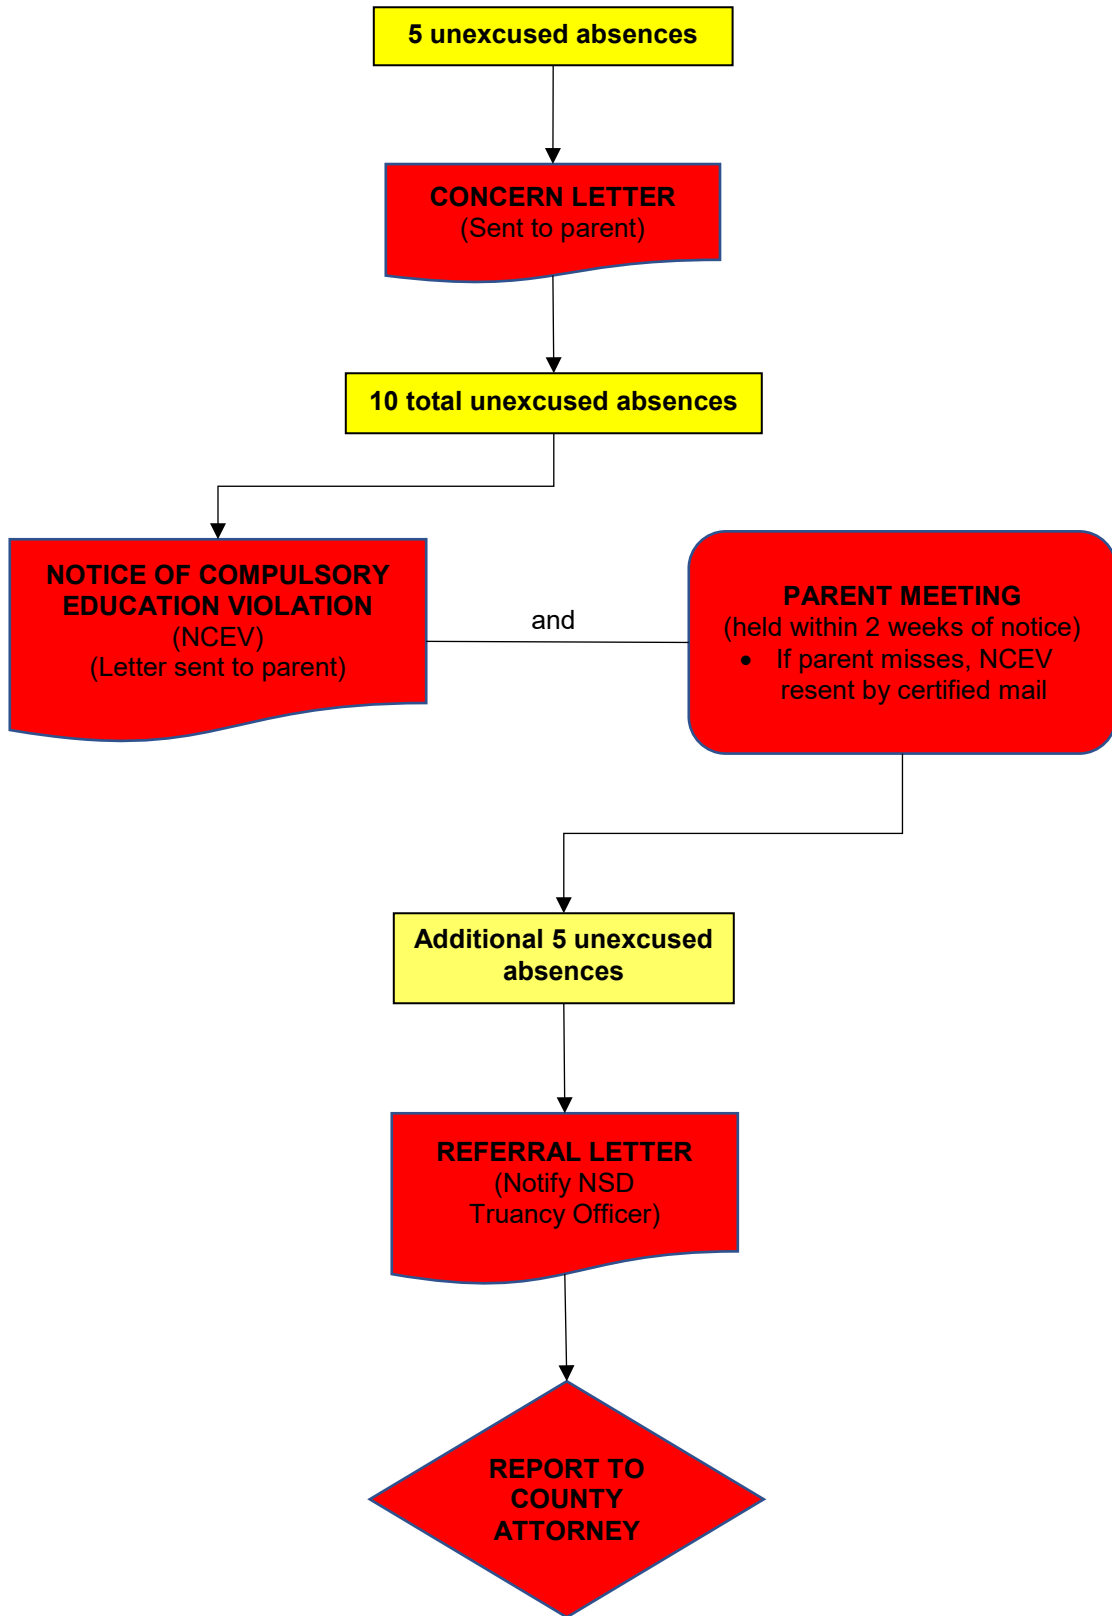 5 unexcused absences
CONCERN LETTER
(Sent to parent)
10 total unexcused absences
NOTICE OF COMPULSORY
EDUCATION VIOLATION
(NCEV)
(Letter sent to parent)
and
PARENT MEETING
(held within 2 weeks of notice)
• If parent misses, NCEV
resent by certified mail
Additional 5 unexcused
absences
REFERRAL LETTER
(Notify NSD
Truancy Officer)
REPORT TO
COUNTY
ATTORNEY